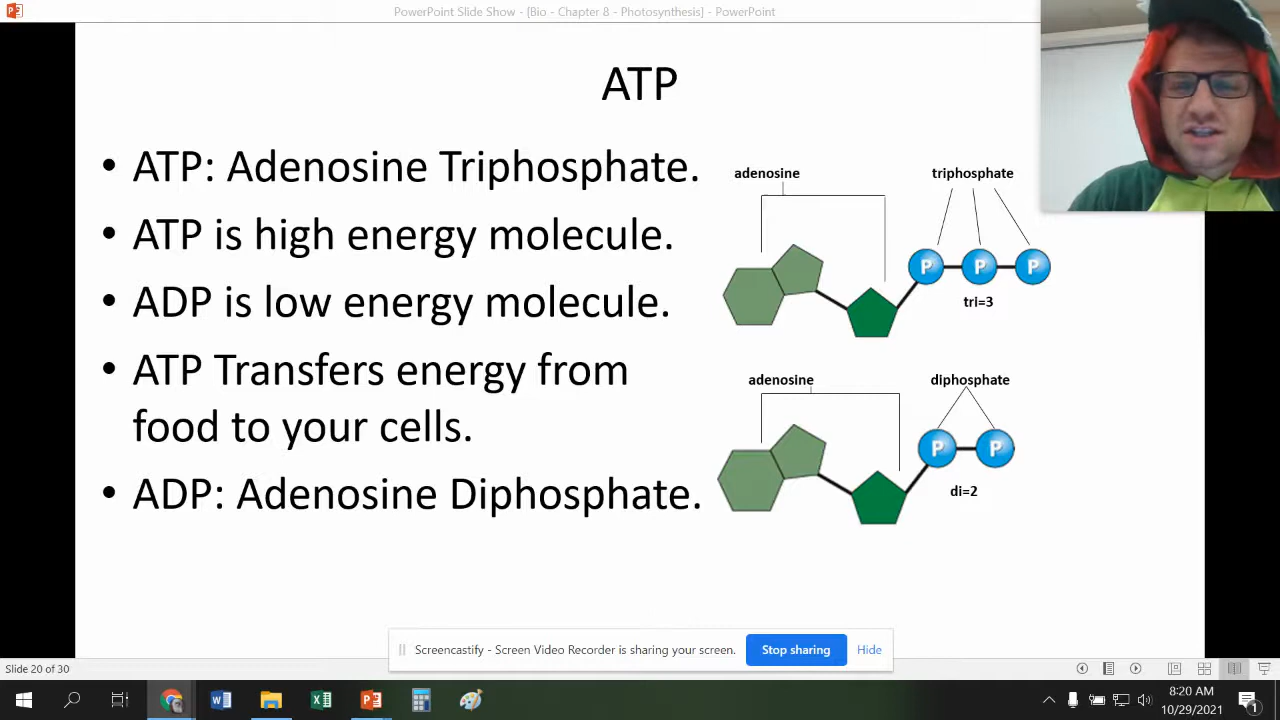 PowerPoint Slide Show - [Bio - Chapter 8 - Photosynthesis] - PowerPoint
ATP
• ATP: Adenosine Triphosphate.
• ATP is high energy molecule.
• ADP is low energy molecule.
• ATP Transfers energy from
food to your cells.
• ADP: Adenosine Diphosphate.
adenosine
triphosphate
P P P
tri=3
adenosine
diphosphate
P P
di=2
Screencastify - Screen Video Recorder is sharing your screen.
Stop sharing
Hide
Slide 20 of 30
8:20 AM
10/29/2021
1